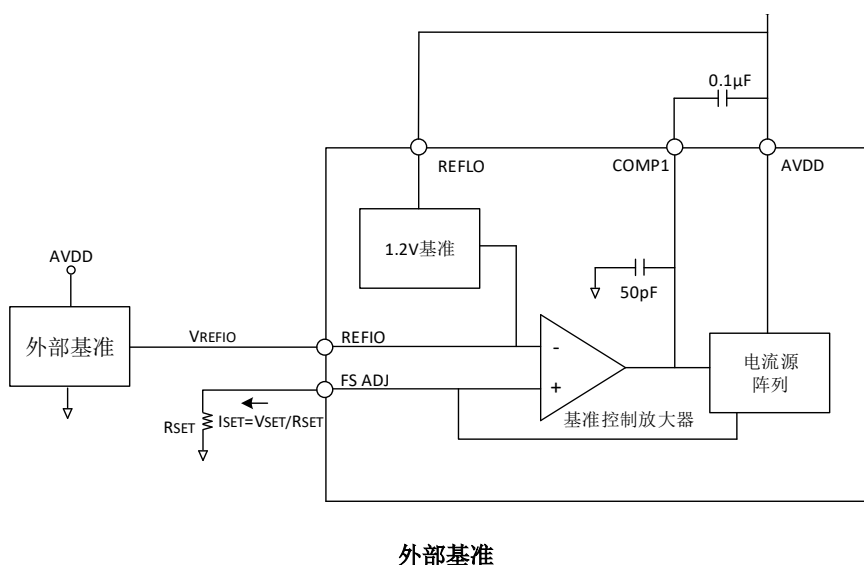 0.1μF
REFLO
COMP1
AVDD
1.2V基准
AVDD
50pF
外部基准
VREFIO
REFIO
-
电流源
阵列
FS ADJ
+
RSET
ISET=VSET/RSET
基准控制放大器
外部基准